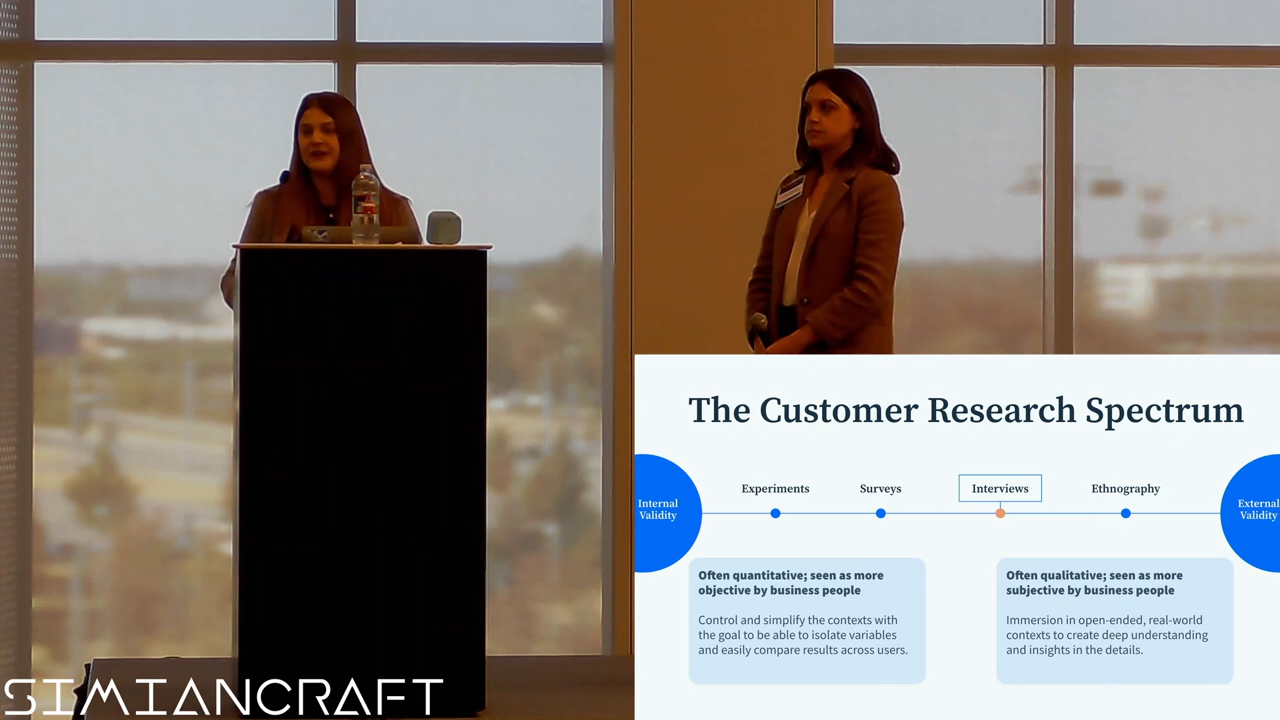 The Customer Research Spectrum
Experiments
Surveys
Interviews
Ethnography
Internal
Validity
External
Validity
Often quantitative; seen as more
objective by business people
Control and simplify the contexts with
the goal to be able to isolate variables
and easily compare results across users.
Often qualitative; seen as more
subjective by business people
Immersion in open-ended, real-world
contexts to create deep understanding
and insights in the details.
SIMIANCRAFT